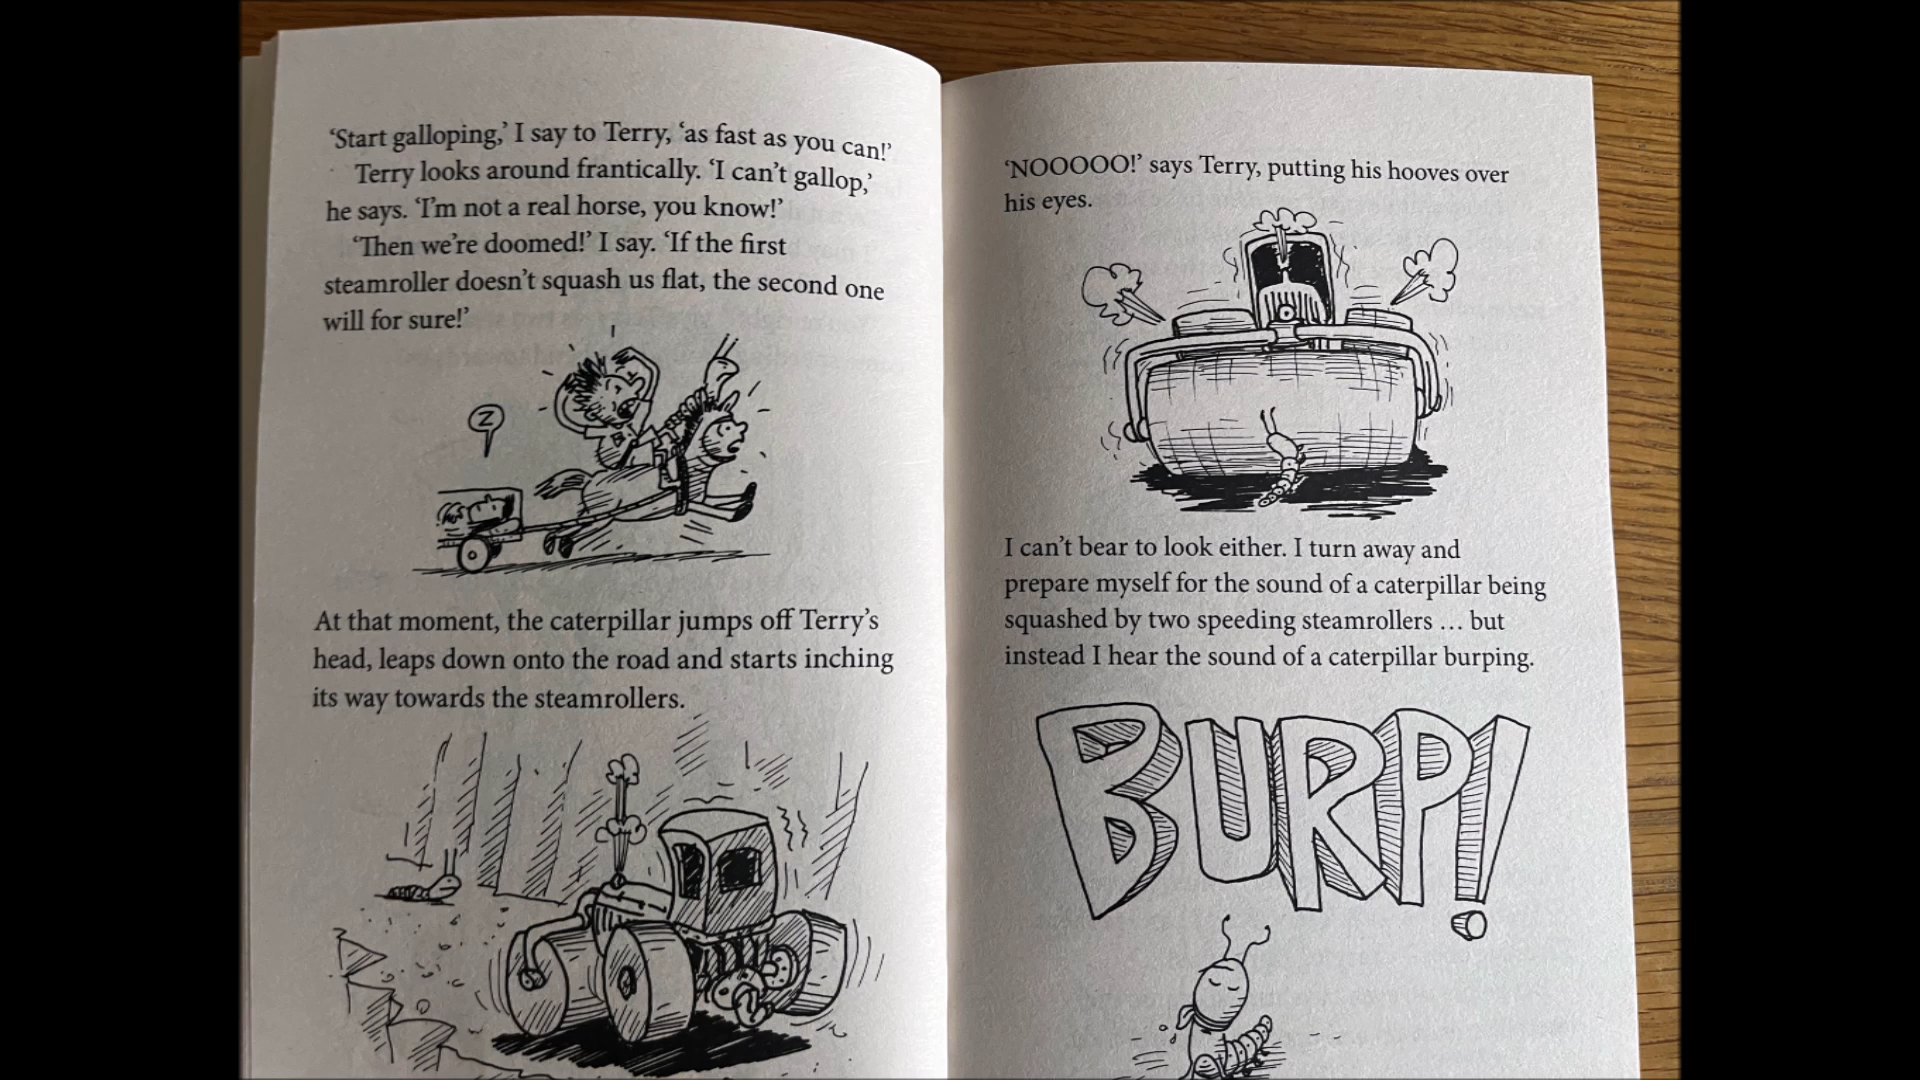 ‘Start galloping,’ I say to Terry, ‘as fast as you can!’
Terry looks around frantically. ‘I can’t gallop,’
he says. ‘I’m not a real horse, you know!’
‘Then we’re doomed!’ I say. ‘If the first
steamroller doesn’t squash us flat, the second one
will for sure!’
Z
At that moment, the caterpillar jumps off Terry’s
head, leaps down onto the road and starts inching
its way towards the steamrollers.
‘NOOOOO!’ says Terry, putting his hooves over
his eyes.
I can’t bear to look either. I turn away and
prepare myself for the sound of a caterpillar being
squashed by two speeding steamrollers … but
instead I hear the sound of a caterpillar burping.
BURP!